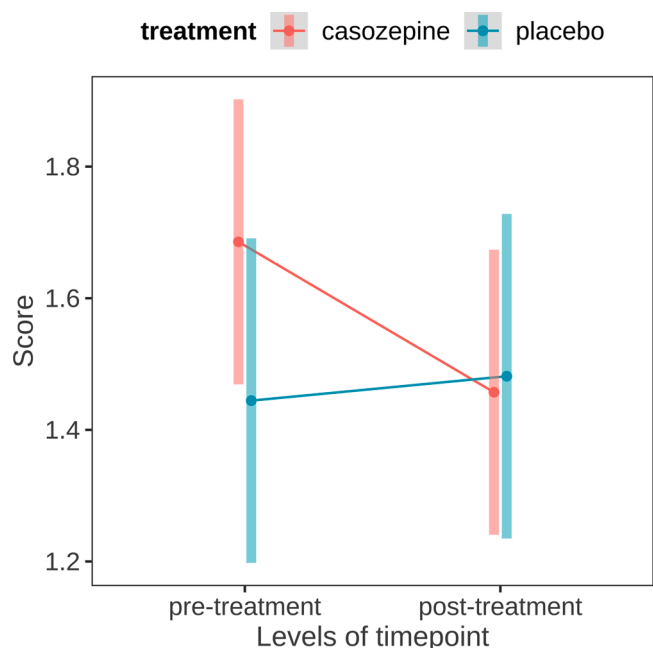 treatment casozepine placebo
Score
1.8
1.6
1.4
1.2
pre-treatment post-treatment
Levels of timepoint